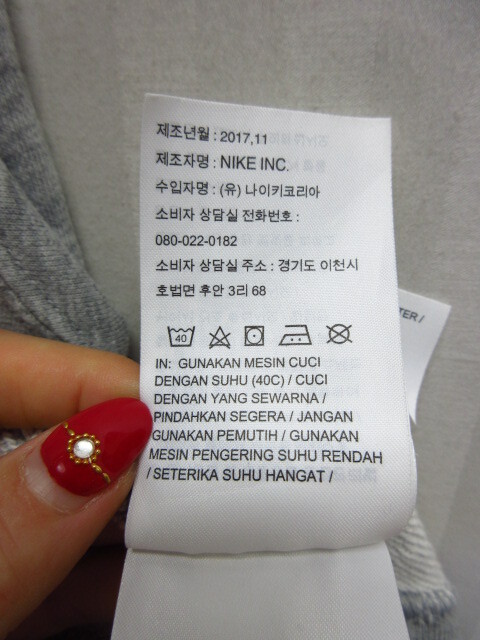 제조년월 : 2017,11
제조자명 : NIKE INC.
수입자명 : (유) 나이키코리아
소비자 상담실 전화번호 :
080-022-0182
소비자 상담실 주소 : 경기도 이천시
호법면 후안 3리 68
40
IN: GUNAKAN MESIN CUCI
DENGAN SUHU (40C) / CUCI
DENGAN YANG SEWARNA /
PINDAHKAN SEGERA / JANGAN
GUNAKAN PEMUTIH / GUNAKAN
MESIN PENGERING SUHU RENDAH
/ SETERIKA SUHU HANGAT /
TER /